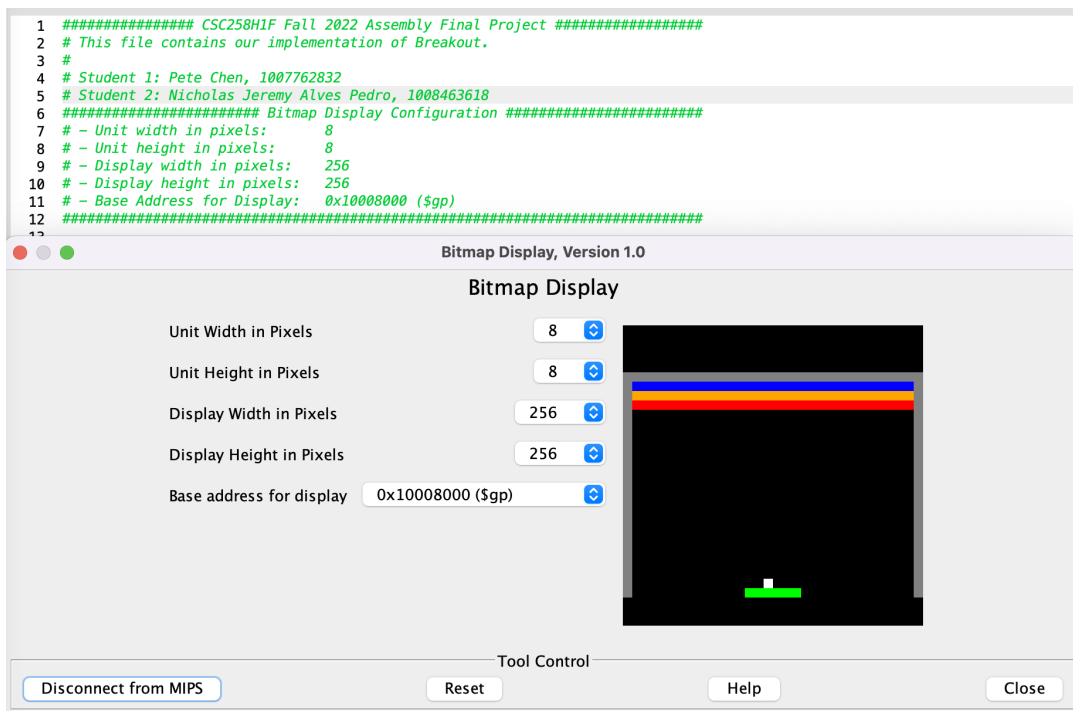 1 ################ CSC258H1F Fall 2022 Assembly Final Project ##################
2 # This file contains our implementation of Breakout.
3 #
4 # Student 1: Pete Chen, 1007762832
5 # Student 2: Nicholas Jeremy Alves Pedro, 1008463618
6 ######################## Bitmap Display Configuration ########################
7 # - Unit width in pixels: 8
8 # - Unit height in pixels: 8
9 # - Display width in pixels: 256
10 # - Display height in pixels: 256
11 # - Base Address for Display: 0x10008000 ($gp)
12 ##############################################################################
Bitmap Display, Version 1.0
Bitmap Display
Unit Width in Pixels 8
Unit Height in Pixels 8
Display Width in Pixels 256
Display Height in Pixels 256
Base address for display 0x10008000 ($gp)
Tool Control
Disconnect from MIPS Reset Help Close